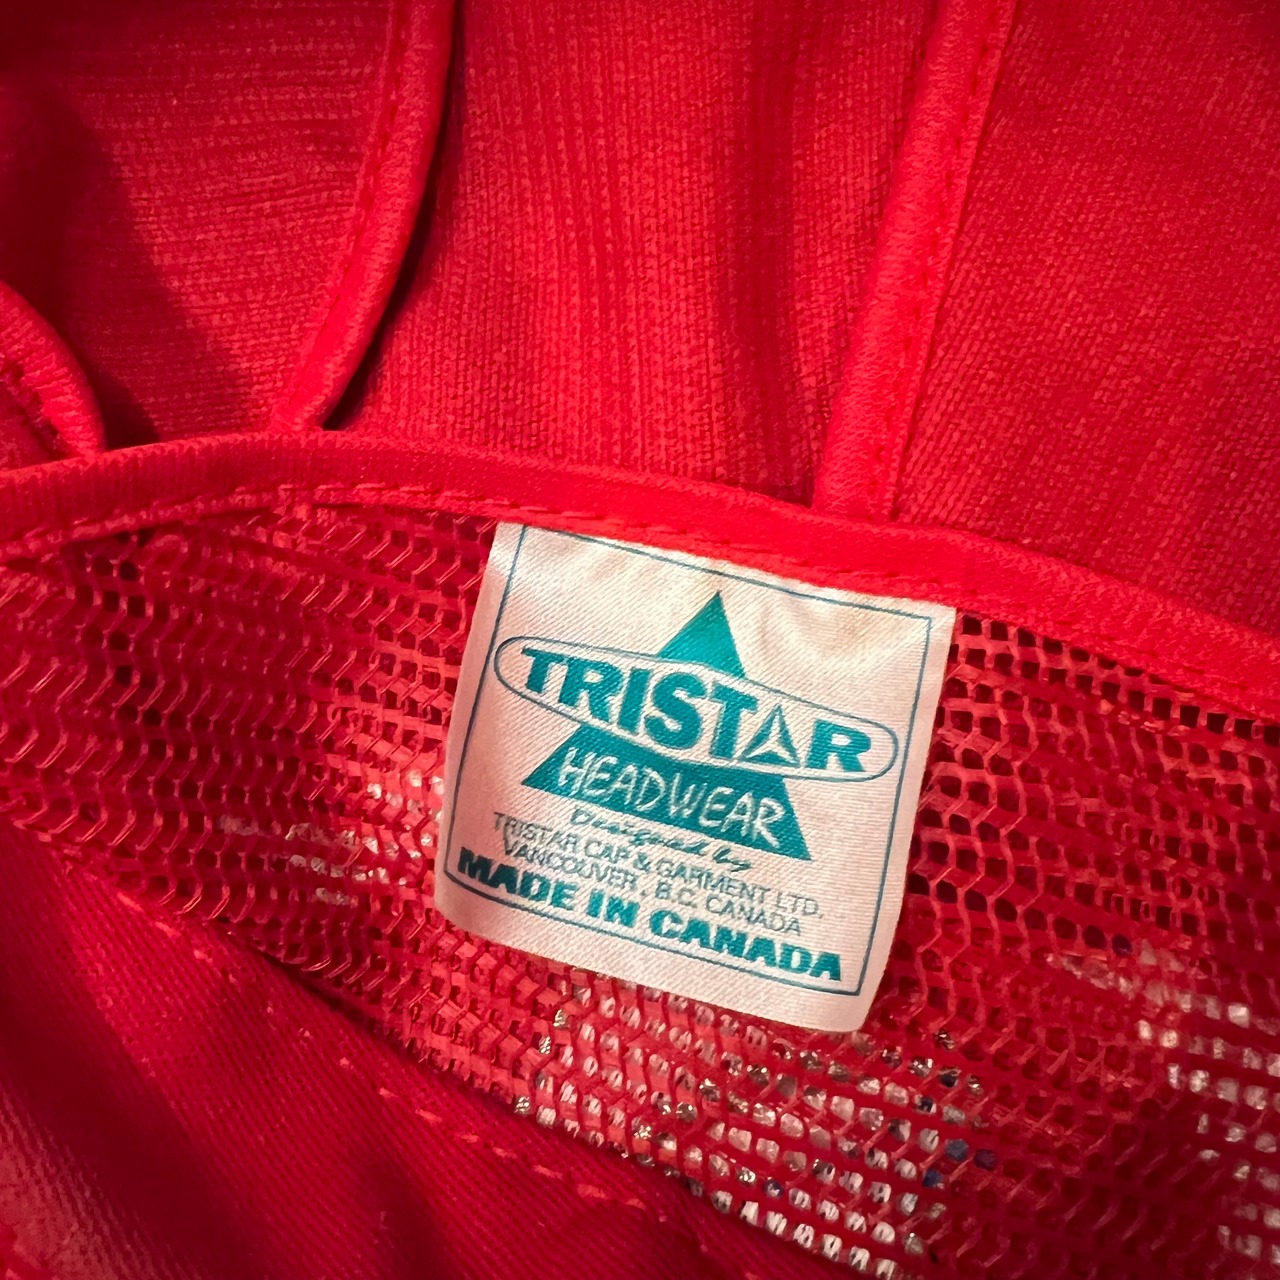 TRISTAR
HEADWEAR
Designed by
TRISTAR CAP & GARMENT LTD.
VANCOUVER, B.C. CANADA
MADE IN CANADA